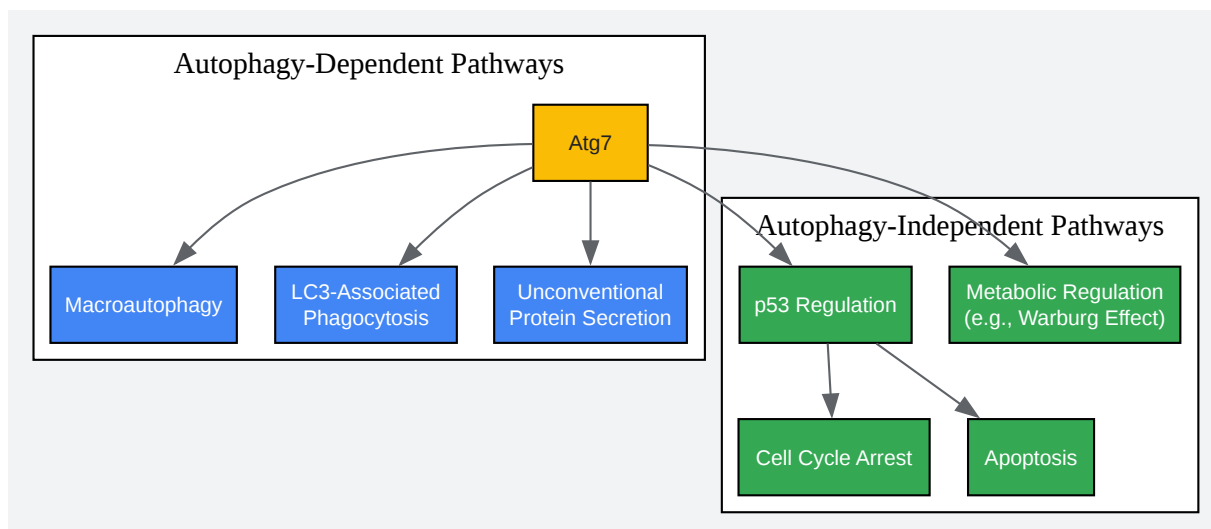 Autophagy-Dependent Pathways
Atg7
Autophagy-Independent Pathways
Macroautophagy
LC3-Associated
Phagocytosis
Unconventional
Protein Secretion
p53 Regulation
Metabolic Regulation
(e.g., Warburg Effect)
Cell Cycle Arrest
Apoptosis